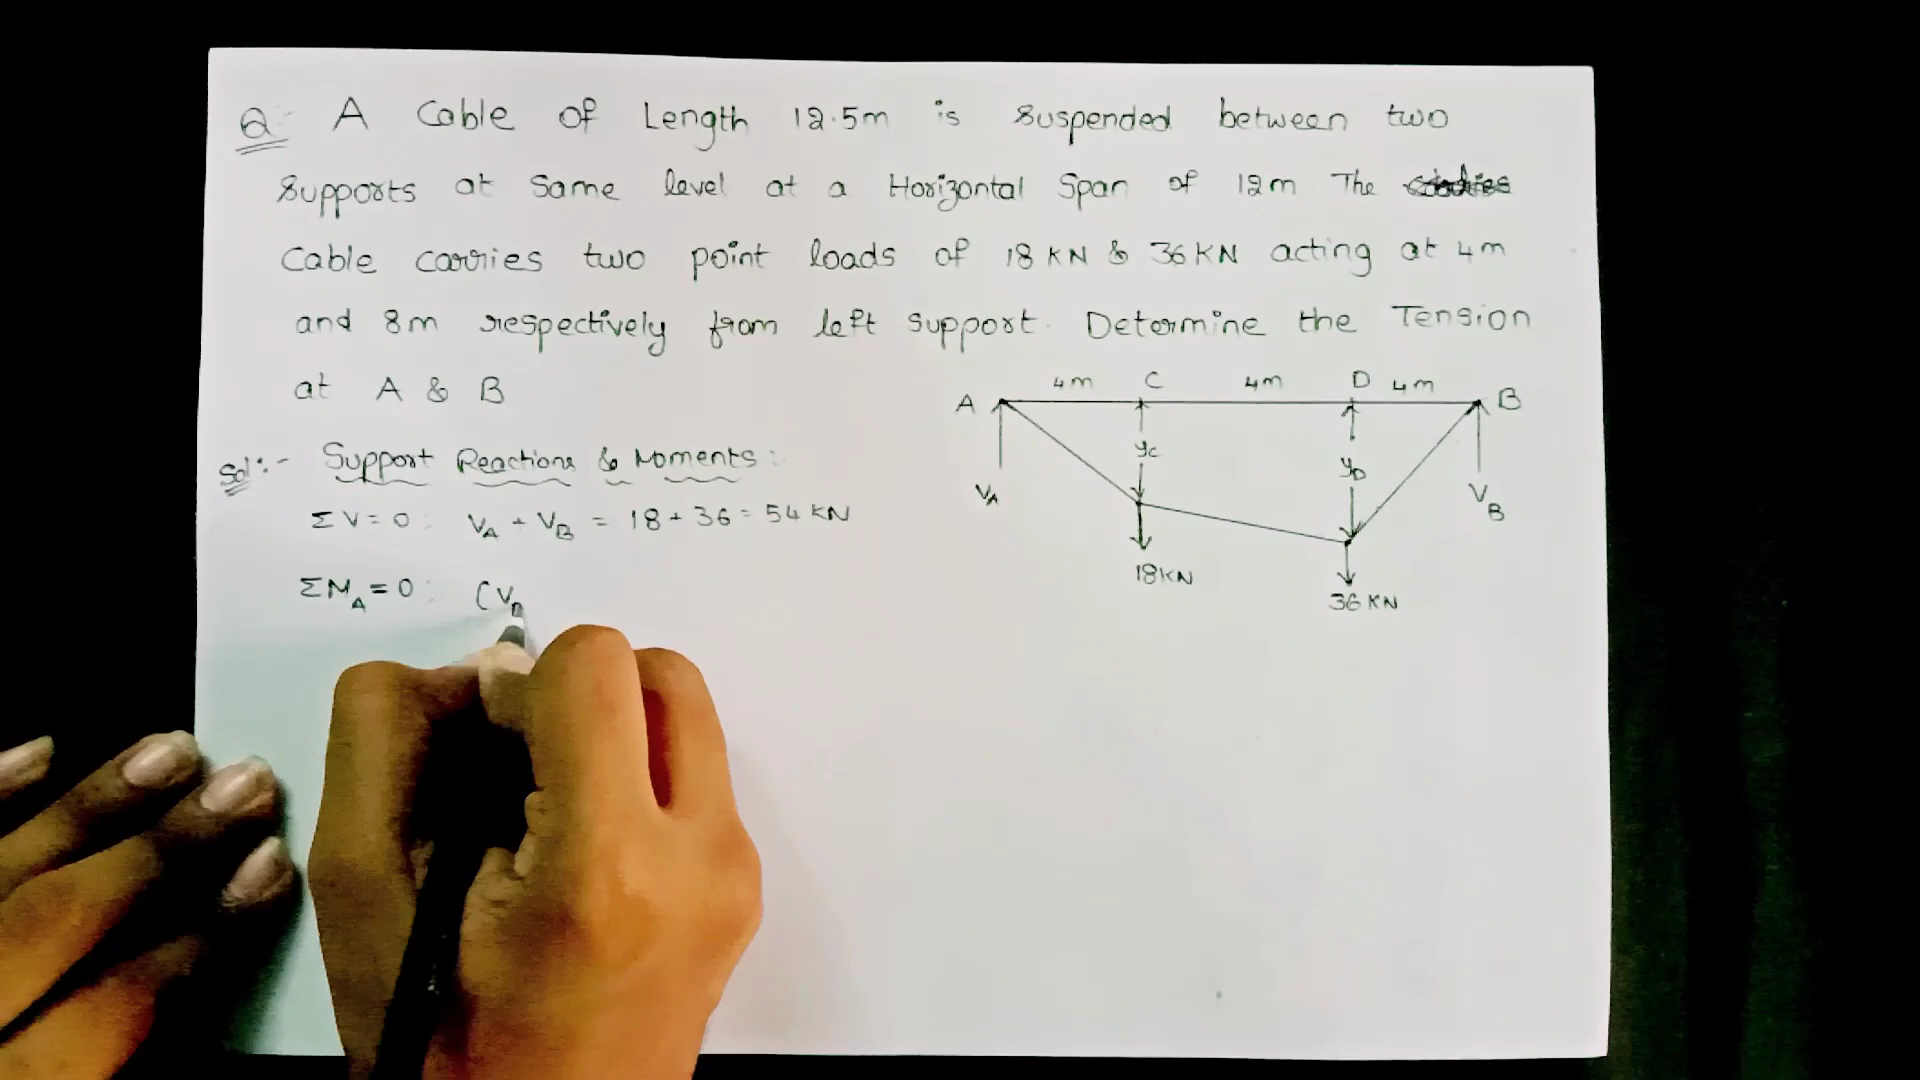 Q:- A Cable of Length 12.5m is Suspended between two
Supports at Same level at a Horizontal Span of 12m The
Cable carries two point loads of 18 KN & 36 KN acting at 4m
and 8m respectively from left support. Determine the Tension
at A & B
4m C 4m D 4m
A B
Sol:- Support Reactions & Moments:
yc yD
VA VB
ΣV = 0 : VA + VB = 18 + 36 = 54 KN
18KN
36 KN
ΣMA = 0 : (VB